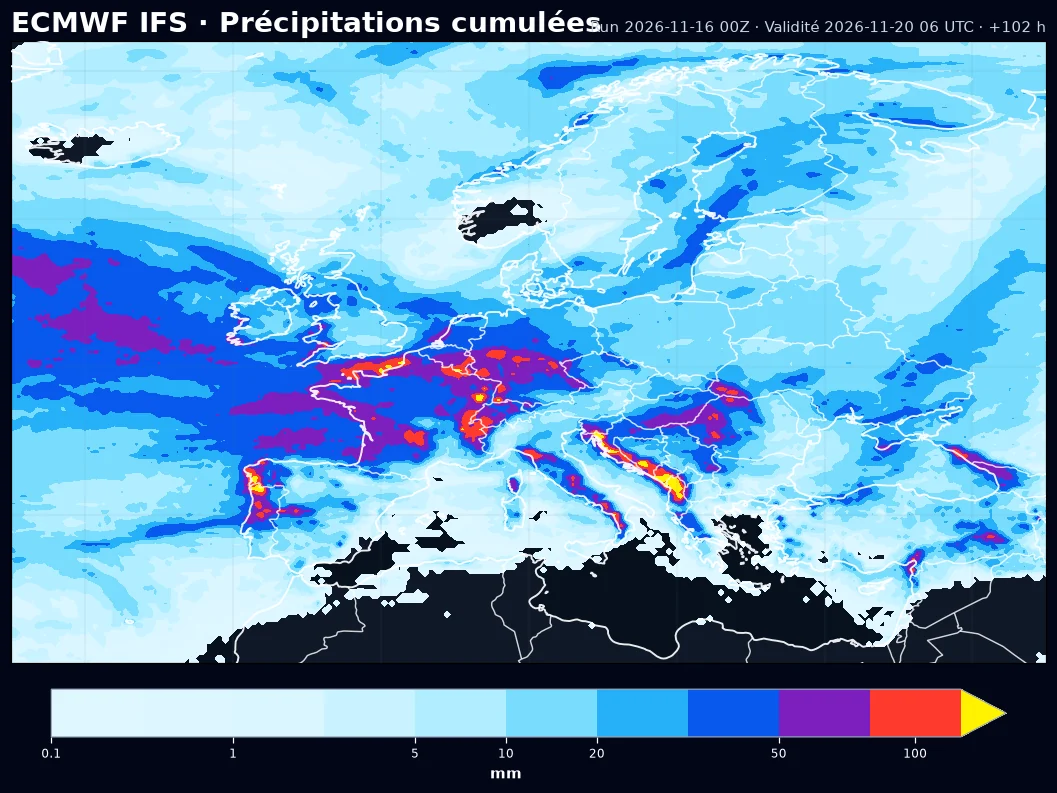 ECMWF IFS · Précipitations cumulées
Run 2026-11-16 00Z · Validité 2026-11-20 06 UTC · +102 h
0.1 1 5 10 20 50 100
mm